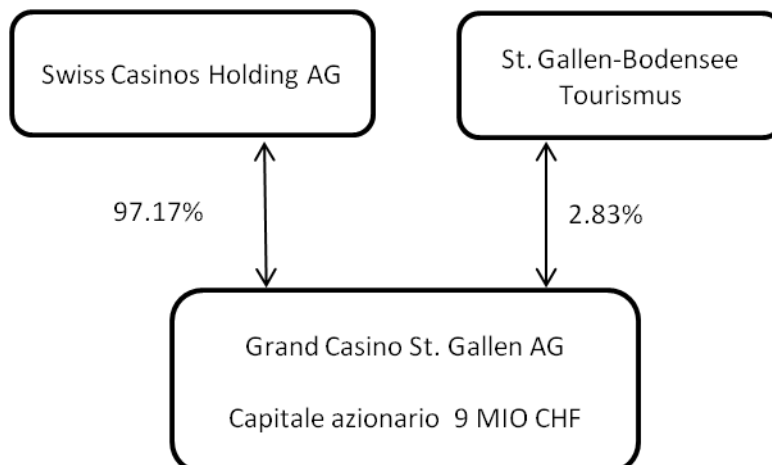 Swiss Casinos Holding AG
St. Gallen-Bodensee
Tourismus
97.17%
2.83%
Grand Casino St. Gallen AG
Capitale azionario 9 MIO CHF